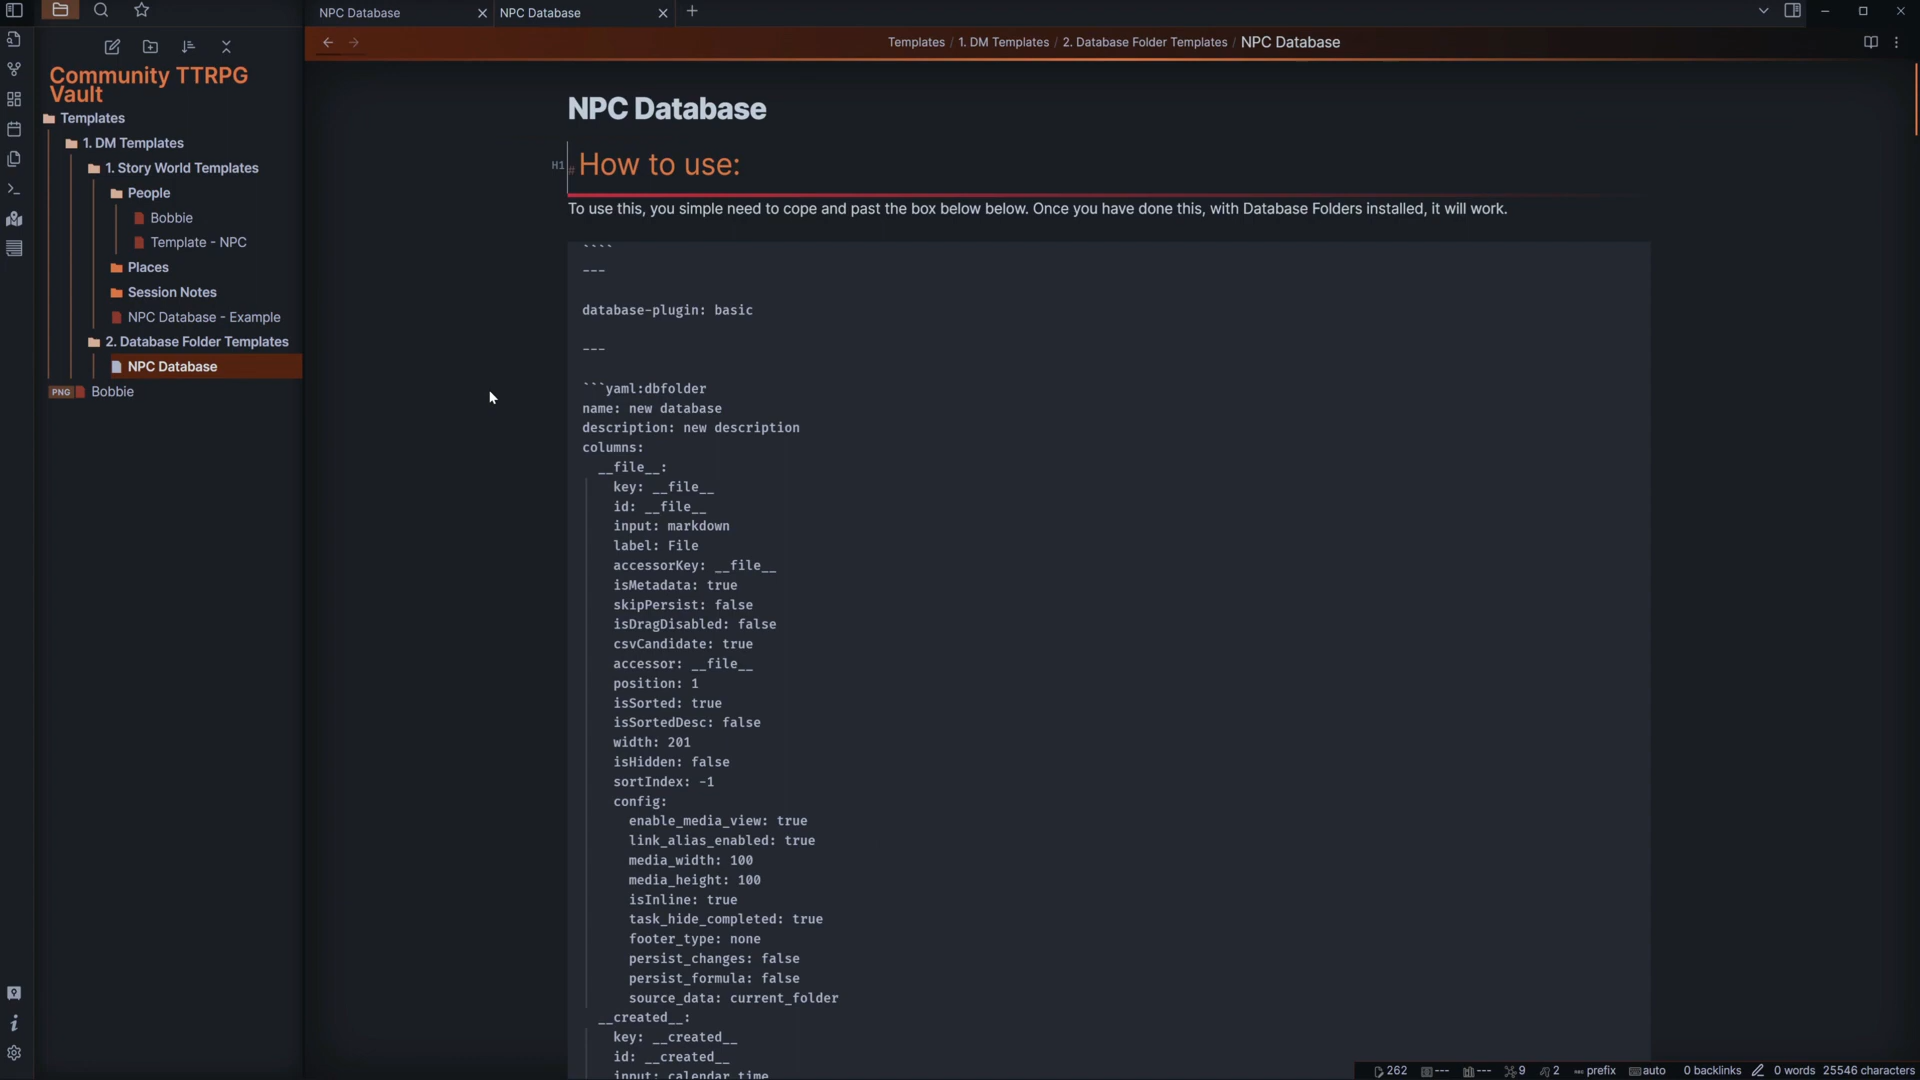 NPC Database
NPC Database
Templates / 1. DM Templates / 2. Database Folder Templates / NPC Database
Community TTRPG
Vault
Templates
1. DM Templates
1. Story World Templates
People
Bobbie
Template - NPC
Places
Session Notes
NPC Database - Example
2. Database Folder Templates
NPC Database
PNG Bobbie
NPC Database
H1 # How to use:
To use this, you simple need to cope and past the box below below. Once you have done this, with Database Folders installed, it will work.
````
---
database-plugin: basic
---
```yaml:dbfolder
name: new database
description: new description
columns:
__file__:
key: __file__
id: __file__
input: markdown
label: File
accessorKey: __file__
isMetadata: true
skipPersist: false
isDragDisabled: false
csvCandidate: true
accessor: __file__
position: 1
isSorted: true
isSortedDesc: false
width: 201
isHidden: false
sortIndex: -1
config:
enable_media_view: true
link_alias_enabled: true
media_width: 100
media_height: 100
isInline: true
task_hide_completed: true
footer_type: none
persist_changes: false
persist_formula: false
source_data: current_folder
__created__:
key: __created__
id: __created__
input: calendar_time
262 --- --- 9 2 prefix auto 0 backlinks 0 words 25546 characters